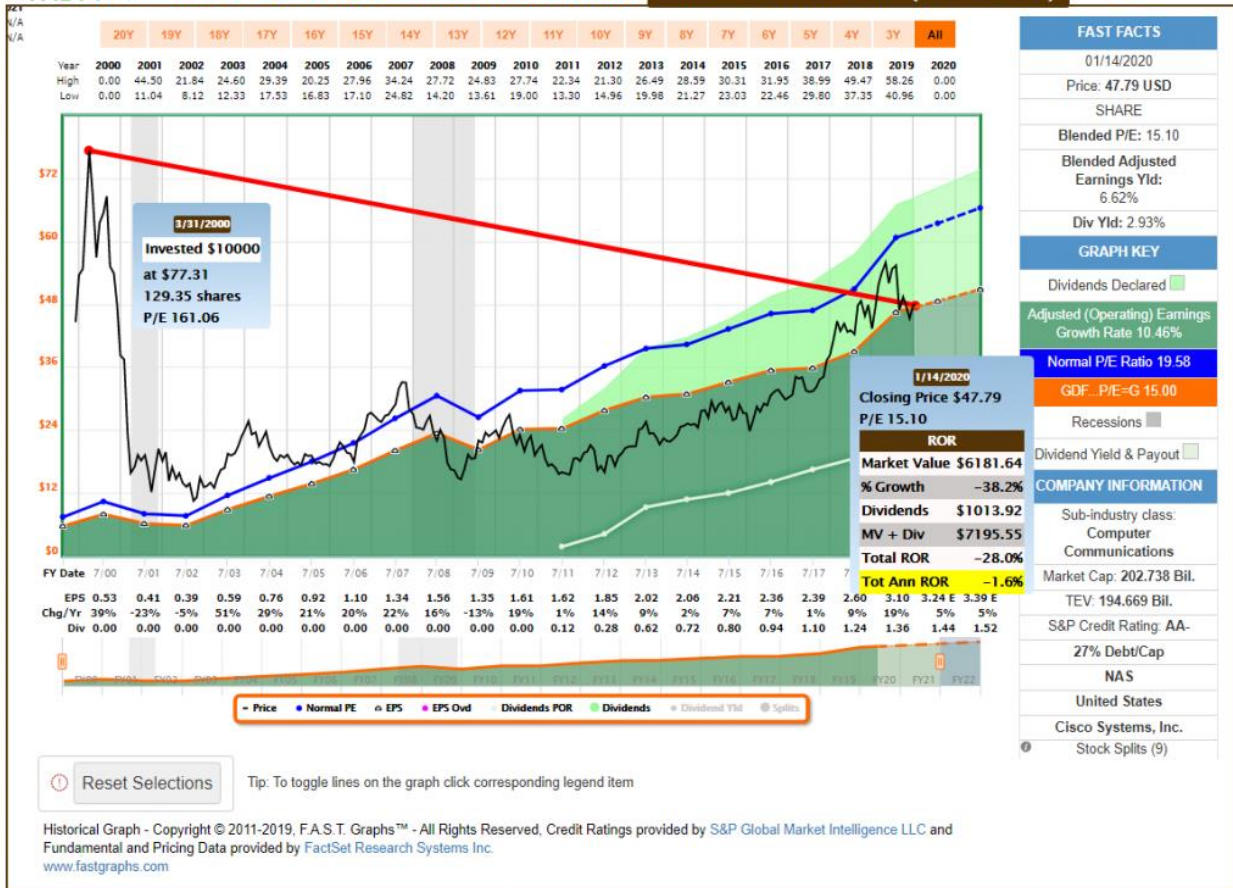 N/A
N/A
20Y 19Y 18Y 17Y 16Y 15Y 14Y 13Y 12Y 11Y 10Y 9Y 8Y 7Y 6Y 5Y 4Y 3Y All
Year 2000 2001 2002 2003 2004 2005 2006 2007 2008 2009 2010 2011 2012 2013 2014 2015 2016 2017 2018 2019 2020
High 0.00 44.50 21.84 24.60 29.39 20.25 27.96 34.24 27.72 24.83 27.74 22.34 21.30 26.49 28.59 30.31 31.95 38.99 49.47 58.26 0.00
Low 0.00 11.04 8.12 12.33 17.53 16.83 17.10 24.82 14.20 13.61 19.00 13.30 14.96 19.98 21.27 23.03 22.46 29.80 37.35 40.96 0.00
$72
$60
$48
$36
$24
$12
$0
3/31/2000
Invested $10000
at $77.31
129.35 shares
P/E 161.06
1/14/2020
Closing Price $47.79
P/E 15.10
ROR
Market Value $6181.64
% Growth -38.2%
Dividends $1013.92
MV + Div $7195.55
Total ROR -28.0%
Tot Ann ROR -1.6%
FY Date 7/00 7/01 7/02 7/03 7/04 7/05 7/06 7/07 7/08 7/09 7/10 7/11 7/12 7/13 7/14 7/15 7/16 7/17
EPS 0.53 0.41 0.39 0.59 0.76 0.92 1.10 1.34 1.56 1.35 1.61 1.62 1.85 2.02 2.06 2.21 2.36 2.39 2.60 3.10 3.24 E 3.39 E
Chg/Yr 39% -23% -5% 51% 29% 21% 20% 22% 16% -13% 19% 1% 14% 9% 2% 7% 7% 1% 9% 19% 5% 5%
Div 0.00 0.00 0.00 0.00 0.00 0.00 0.00 0.00 0.00 0.00 0.00 0.12 0.28 0.62 0.72 0.80 0.94 1.10 1.24 1.36 1.44 1.52
FY20 FY21 FY22
Price Normal PE EPS EPS Ovd Dividends POR Dividends Dividend Yld Splits
FAST FACTS
01/14/2020
Price: 47.79 USD
SHARE
Blended P/E: 15.10
Blended Adjusted
Earnings Yld:
6.62%
Div Yld: 2.93%
GRAPH KEY
Dividends Declared
Adjusted (Operating) Earnings
Growth Rate 10.46%
Normal P/E Ratio 19.58
GDF...P/E=G 15.00
Recessions
Dividend Yield & Payout
COMPANY INFORMATION
Sub-industry class:
Computer
Communications
Market Cap: 202.738 Bil.
TEV: 194.669 Bil.
S&P Credit Rating: AA-
27% Debt/Cap
NAS
United States
Cisco Systems, Inc.
Stock Splits (9)
Reset Selections
Tip: To toggle lines on the graph click corresponding legend item
Historical Graph - Copyright © 2011-2019, F.A.S.T. Graphs™ - All Rights Reserved, Credit Ratings provided by S&P Global Market Intelligence LLC and
Fundamental and Pricing Data provided by FactSet Research Systems Inc.
www.fastgraphs.com